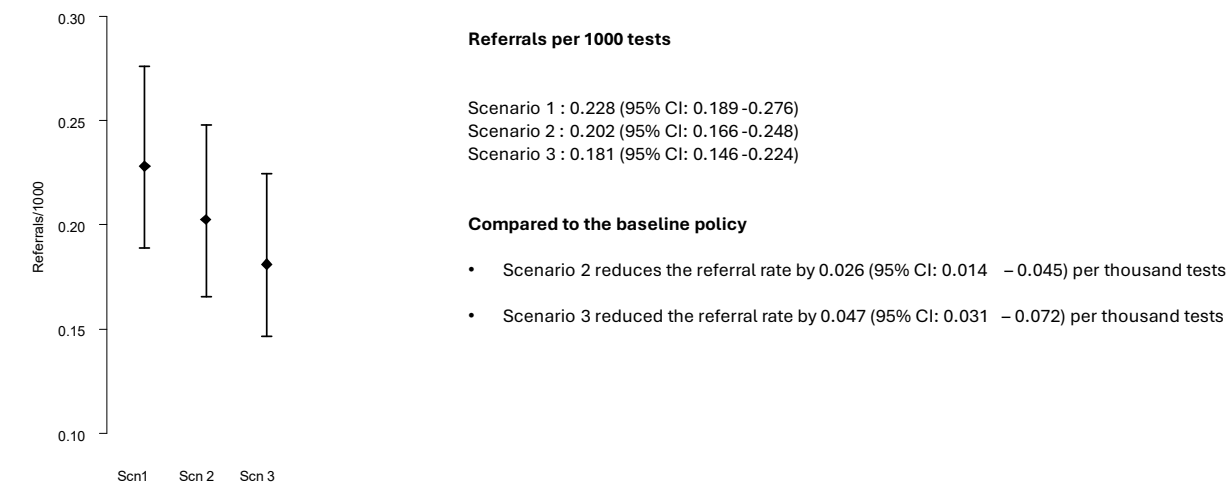 0.30
0.25
0.20
0.15
0.10
Referrals/1000
Scn1 Scn 2 Scn 3
Referrals per 1000 tests
Scenario 1 : 0.228 (95% CI: 0.189 -0.276)
Scenario 2 : 0.202 (95% CI: 0.166 -0.248)
Scenario 3 : 0.181 (95% CI: 0.146 -0.224)
Compared to the baseline policy
• Scenario 2 reduces the referral rate by 0.026 (95% CI: 0.014 – 0.045) per thousand tests
• Scenario 3 reduced the referral rate by 0.047 (95% CI: 0.031 – 0.072) per thousand tests